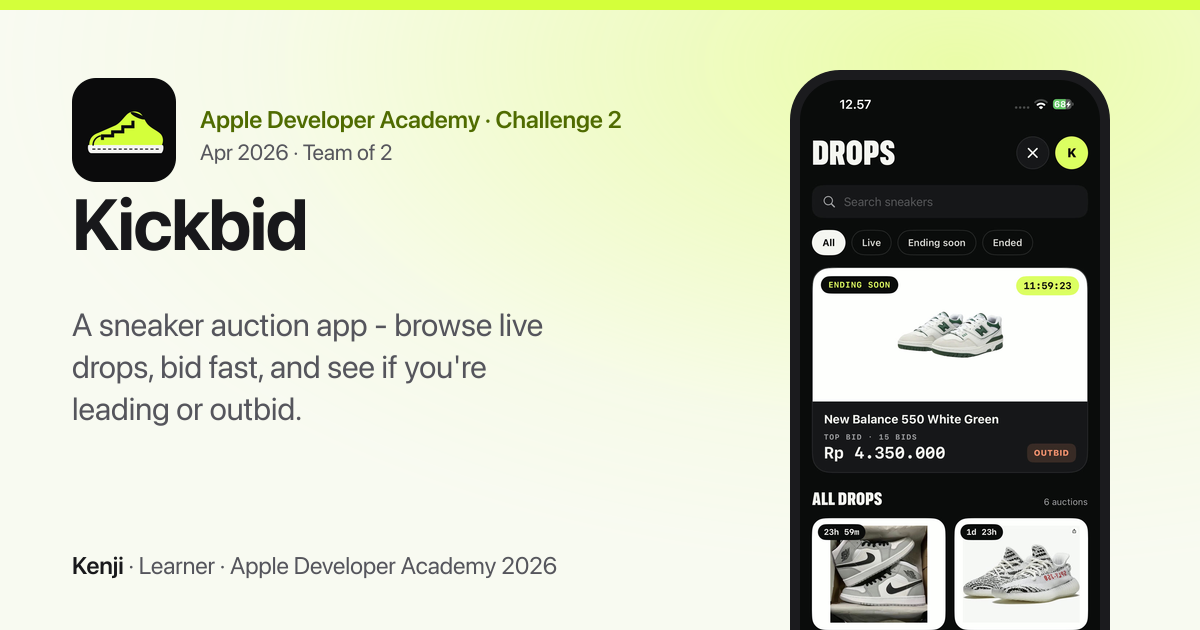 Apple Developer Academy · Challenge 2
Apr 2026 · Team of 2
Kickbid
A sneaker auction app - browse live
drops, bid fast, and see if you're
leading or outbid.
Kenji · Learner · Apple Developer Academy 2026
12.57
68
DROPS
K
Search sneakers
All
Live
Ending soon
Ended
ENDING SOON
11:59:23
New Balance 550 White Green
TOP BID · 15 BIDS
Rp 4.350.000
OUTBID
ALL DROPS
6 auctions
23h 59m
1d 23h